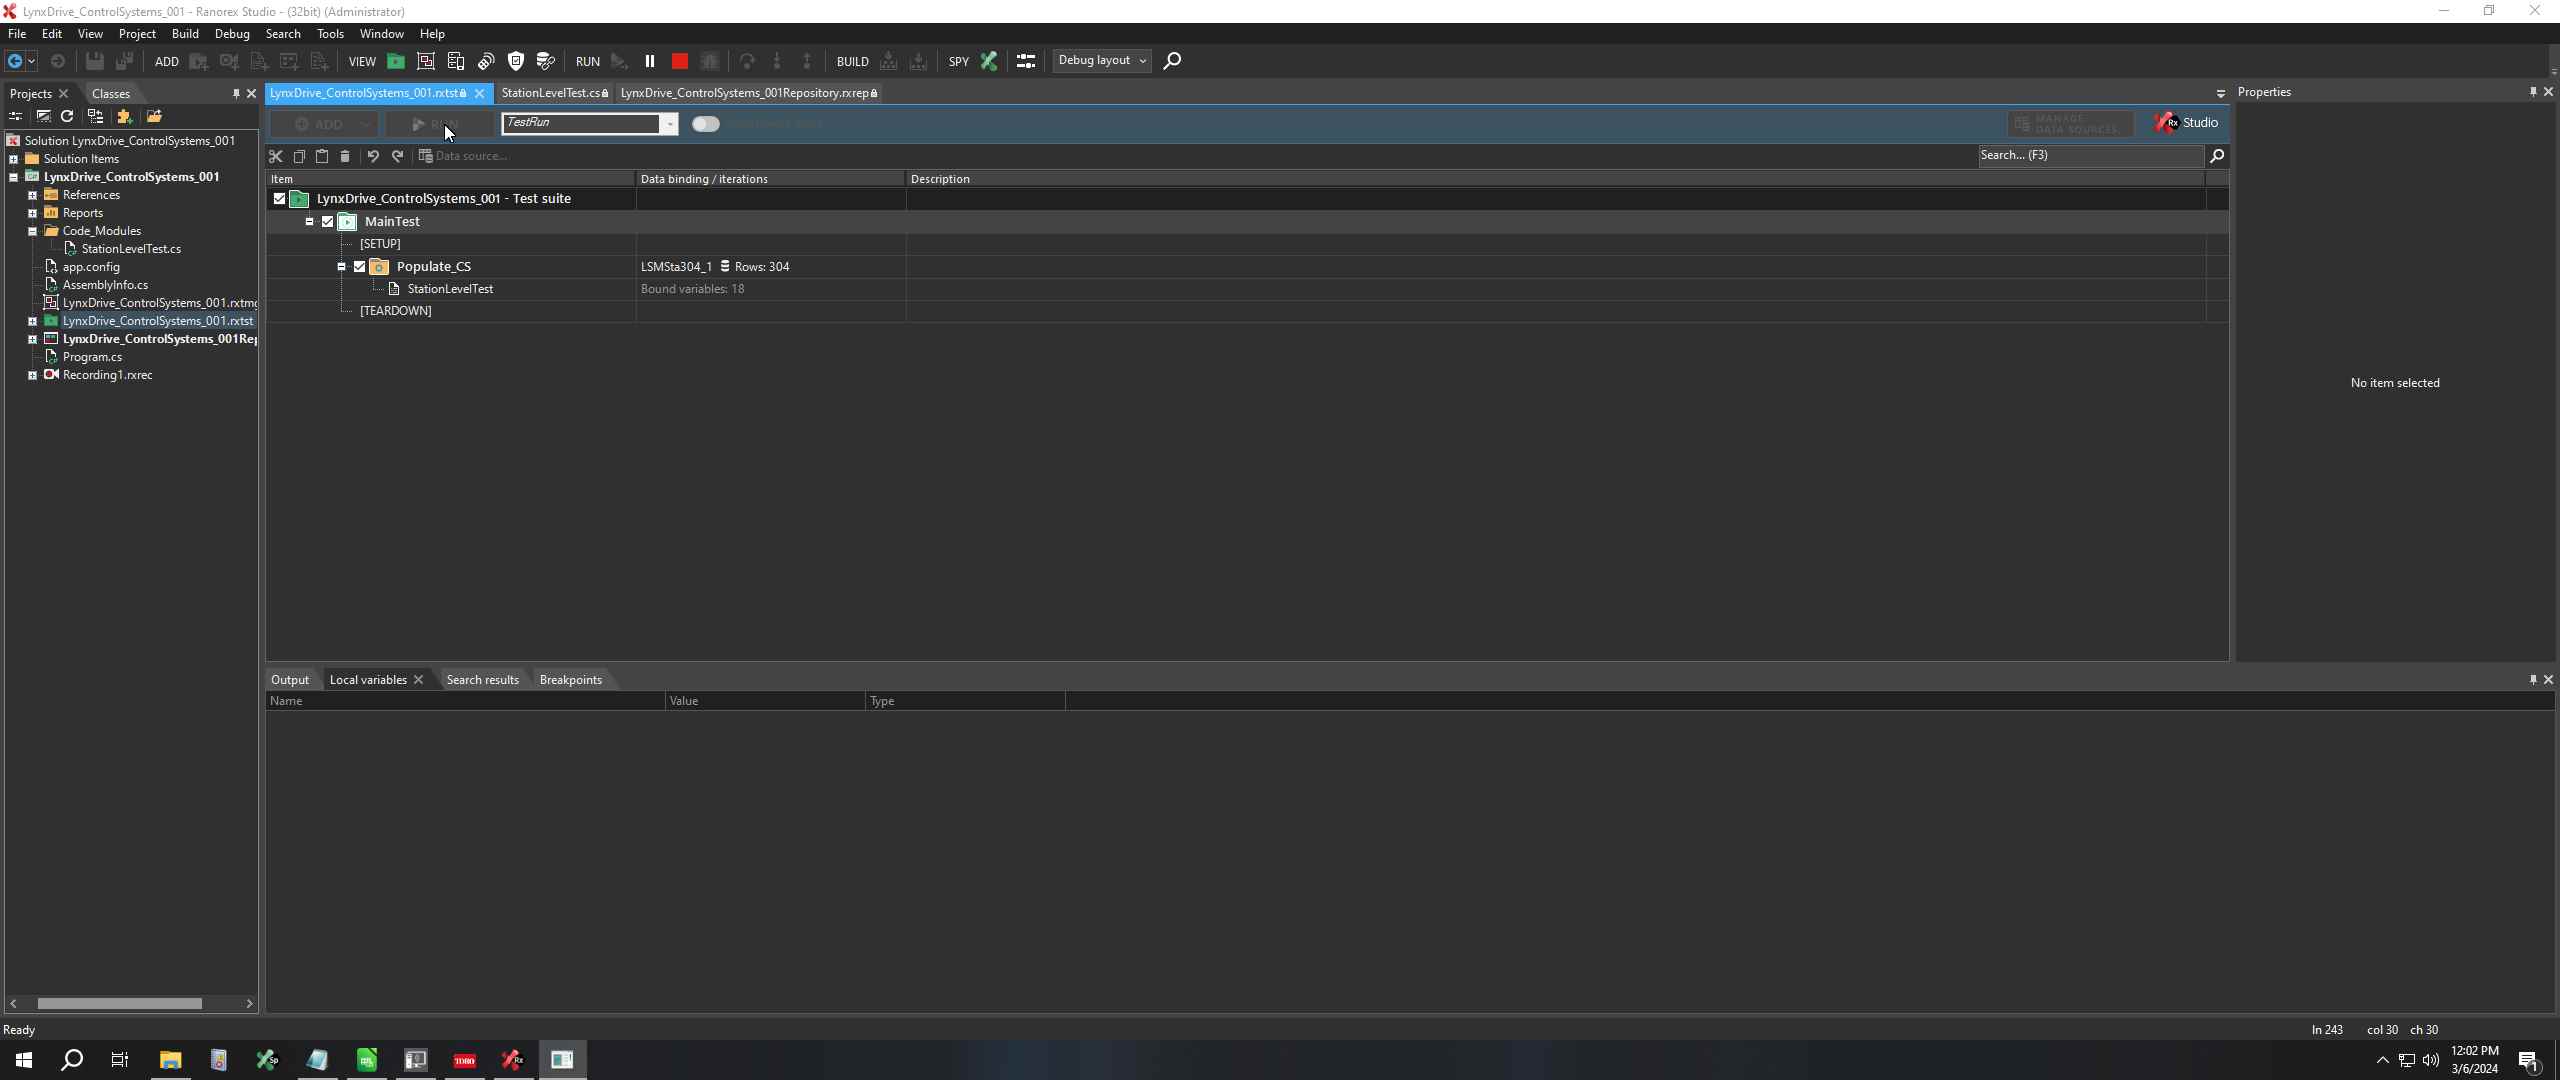 LynxDrive_ControlSystems_001 - Ranorex Studio - (32bit) (Administrator)
File Edit View Project Build Debug Search Tools Window Help
ADD VIEW RUN BUILD SPY Debug layout
Projects Classes
LynxDrive_ControlSystems_001.rxtst StationLevelTest.cs LynxDrive_ControlSystems_001Repository.rxrep
Properties
ADD RUN TestRun
MANAGE
DATA SOURCES
Rx Studio
Data source...
Search... (F3)
Solution LynxDrive_ControlSystems_001
Solution Items
LynxDrive_ControlSystems_001
References
Reports
Code_Modules
StationLevelTest.cs
app.config
AssemblyInfo.cs
LynxDrive_ControlSystems_001.rxtm
LynxDrive_ControlSystems_001.rxtst
LynxDrive_ControlSystems_001Re
Program.cs
Recording1.rxrec
Item Data binding / iterations Description
LynxDrive_ControlSystems_001 - Test suite
MainTest
[SETUP]
Populate_CS LSMSta304_1 Rows: 304
StationLevelTest Bound variables: 18
[TEARDOWN]
No item selected
Output Local variables Search results Breakpoints
Name Value Type
Ready ln 243 col 30 ch 30
12:02 PM
3/6/2024